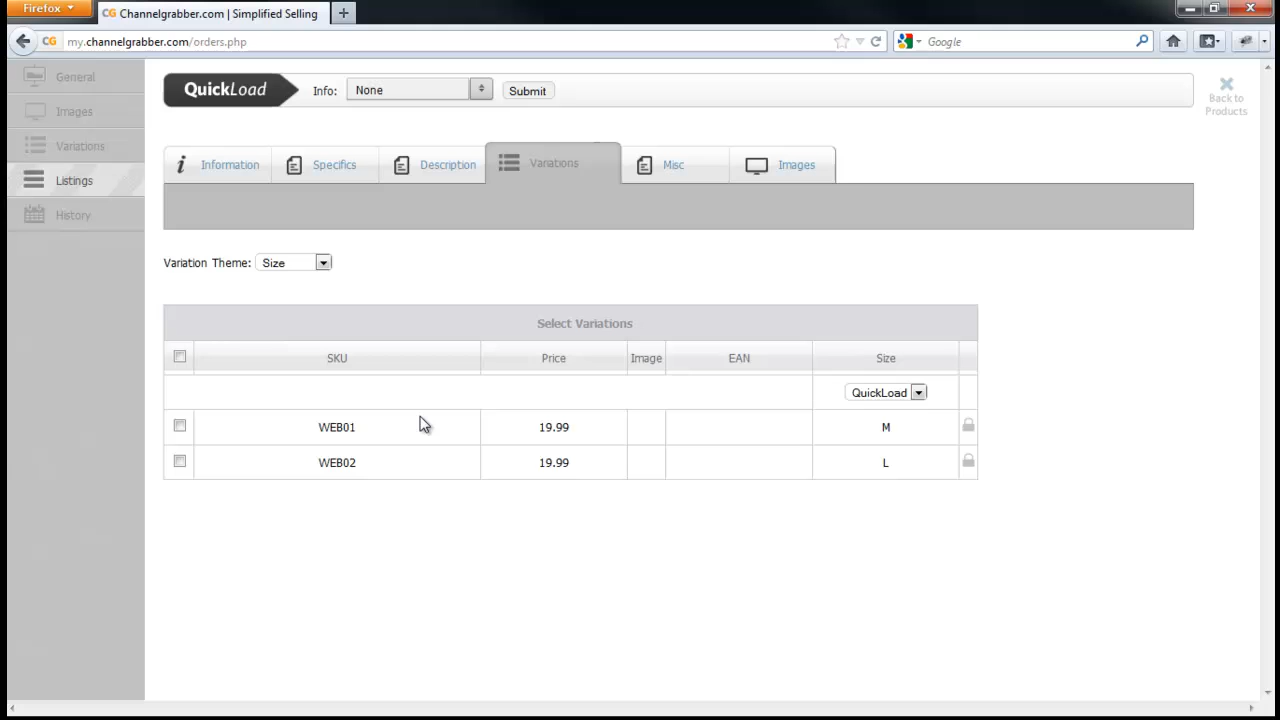 Firefox
Channelgrabber.com | Simplified Selling
my.channelgrabber.com/orders.php
Google
General
Images
Variations
Listings
History
QuickLoad
Info: None Submit
Back to
Products
Information Specifics Description Variations Misc Images
Variation Theme: Size
Select Variations
SKU Price Image EAN Size
QuickLoad
WEB01 19.99 M
WEB02 19.99 L